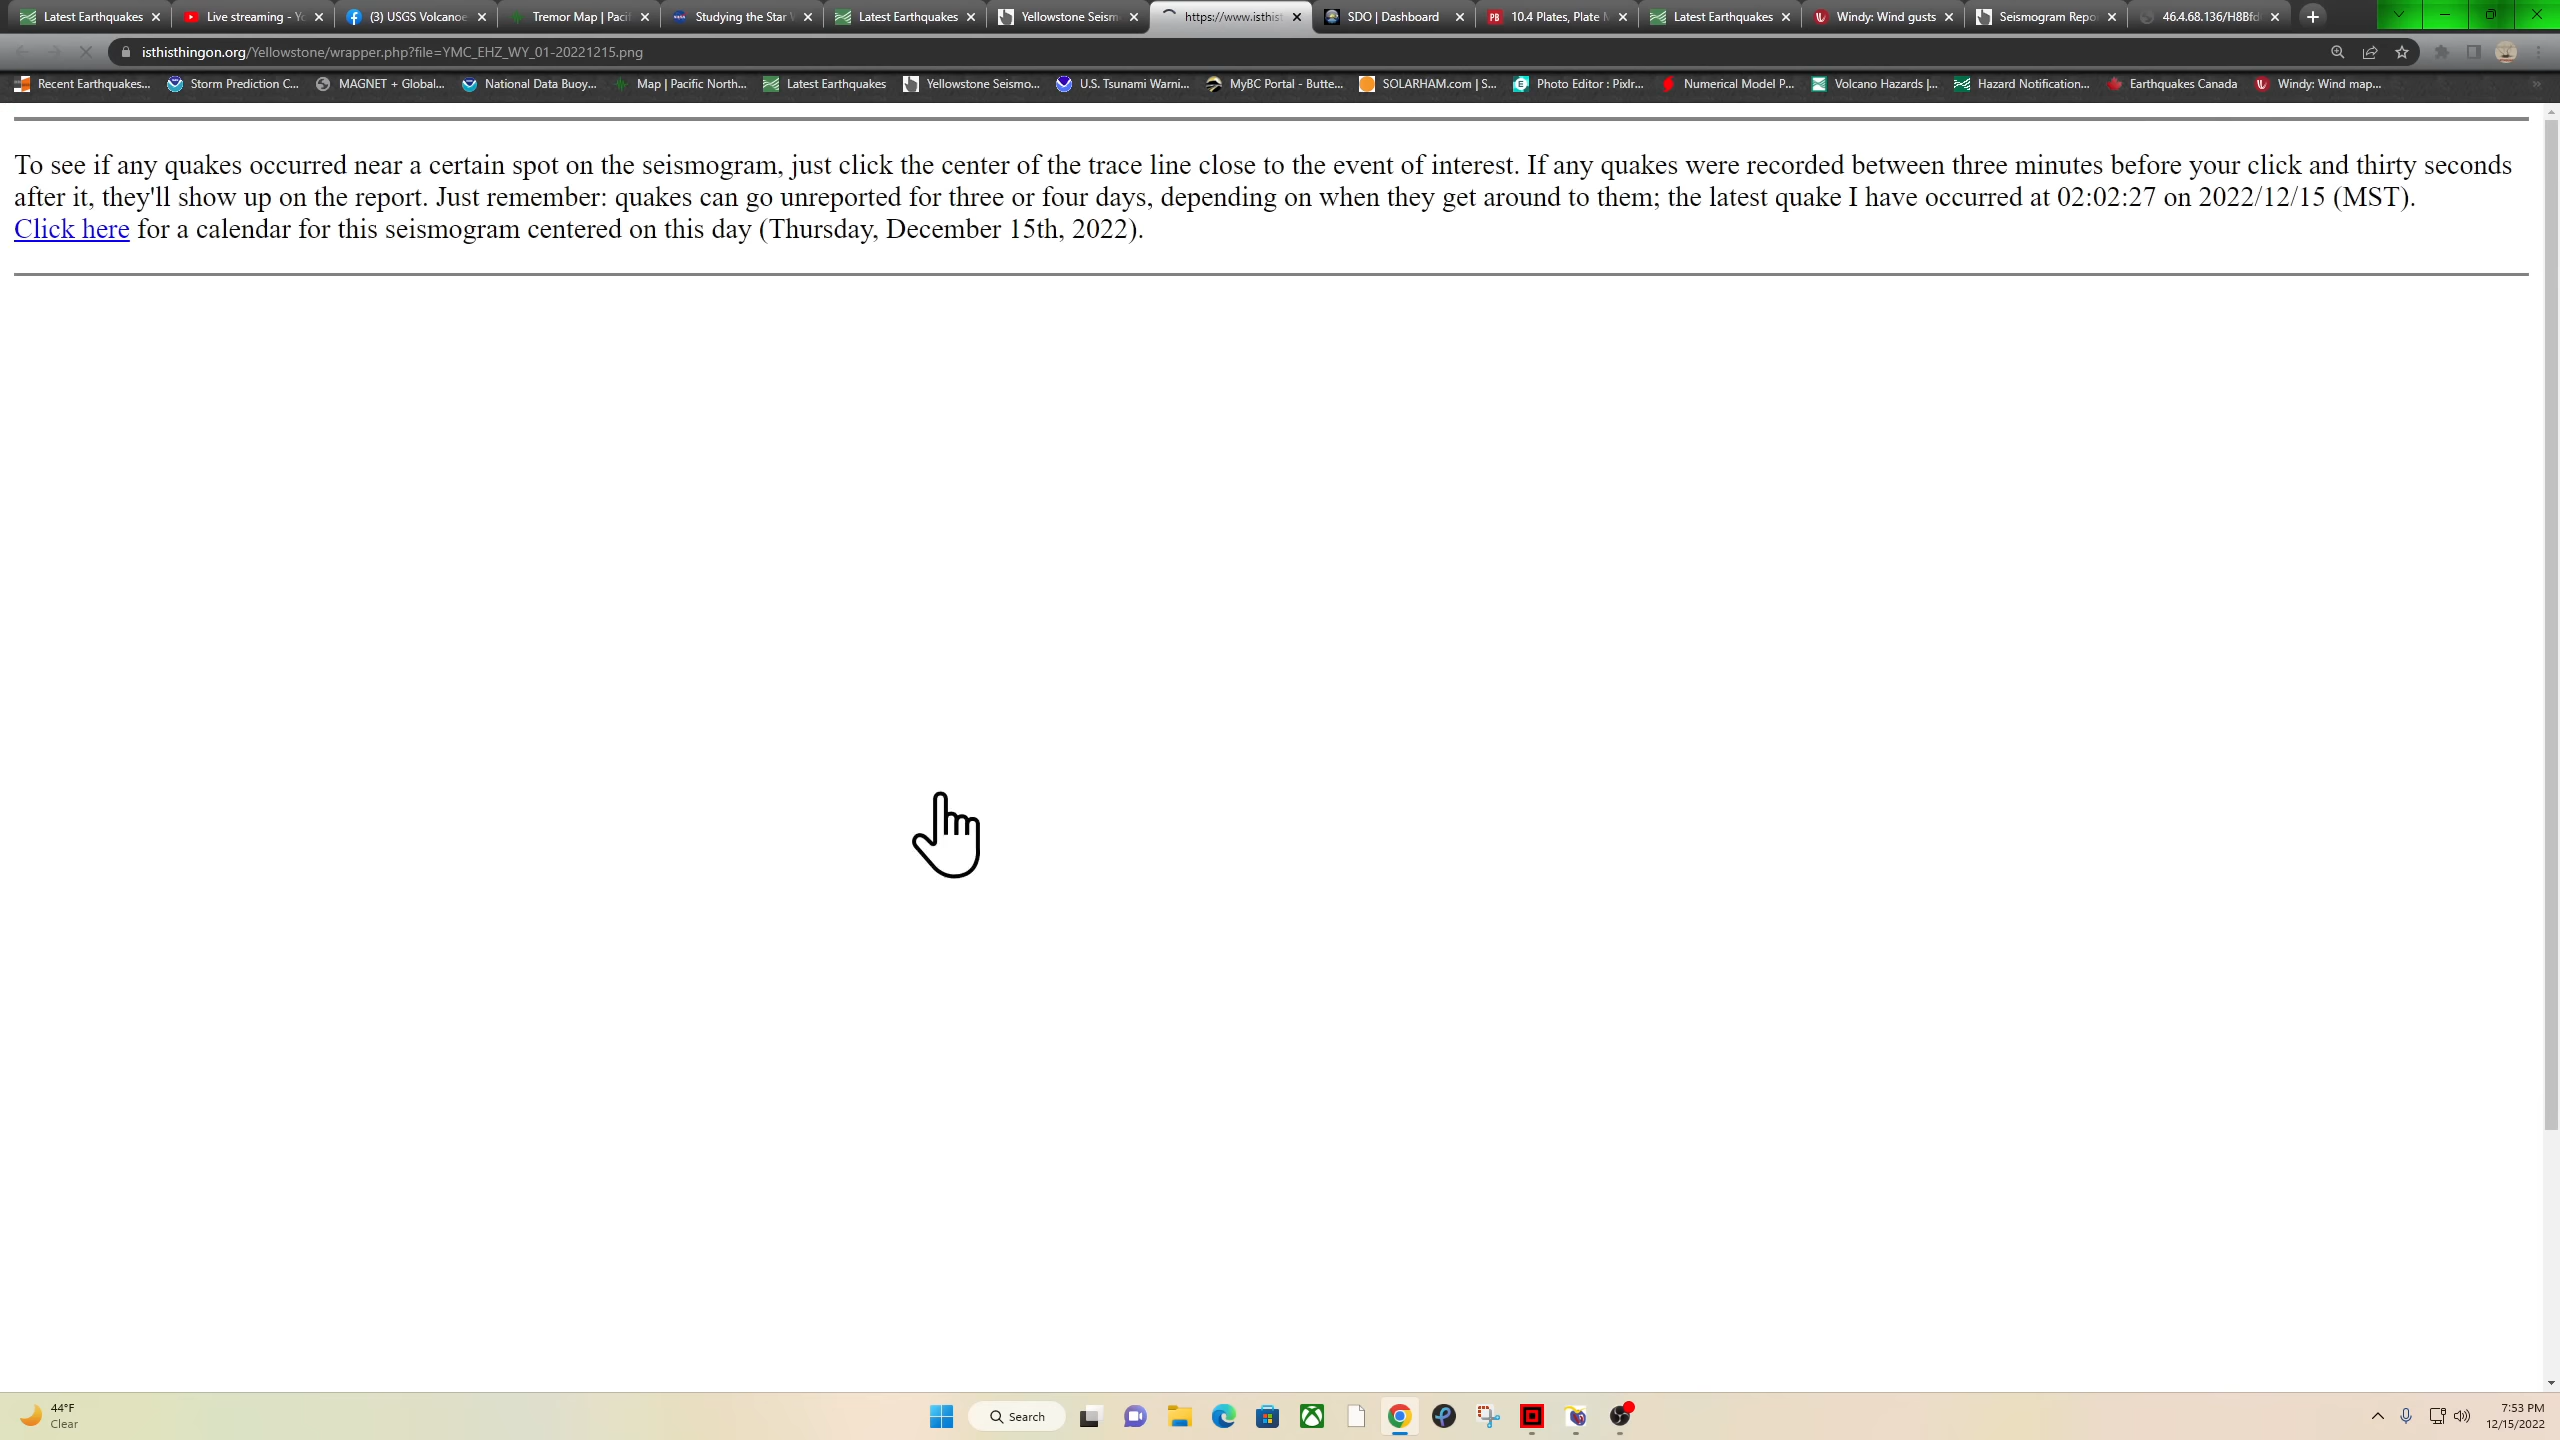 Latest Earthquakes
Live streaming - Yo
(3) USGS Volcanoe
Tremor Map | Paci
Studying the Star
Latest Earthquakes
Yellowstone Seism
https://www.isthist
SDO | Dashboard
10.4 Plates, Plate
Latest Earthquakes
Windy: Wind gusts
Seismogram Repo
46.4.68.136/H8Bfd
isthisthingon.org/Yellowstone/wrapper.php?file=YMC_EHZ_WY_01-20221215.png
Recent Earthquakes...
Storm Prediction C...
MAGNET + Global...
National Data Buoy...
Map | Pacific North...
Latest Earthquakes
Yellowstone Seismo...
U.S. Tsunami Warni...
MyBC Portal - Butte...
SOLARHAM.com | S...
Photo Editor : Pixlr...
Numerical Model P...
Volcano Hazards |...
Hazard Notification...
Earthquakes Canada
Windy: Wind map...
To see if any quakes occurred near a certain spot on the seismogram, just click the center of the trace line close to the event of interest. If any quakes were recorded between three minutes before your click and thirty seconds
after it, they'll show up on the report. Just remember: quakes can go unreported for three or four days, depending on when they get around to them; the latest quake I have occurred at 02:02:27 on 2022/12/15 (MST).
Click here for a calendar for this seismogram centered on this day (Thursday, December 15th, 2022).
44°F
Clear
Search
7:53 PM
12/15/2022